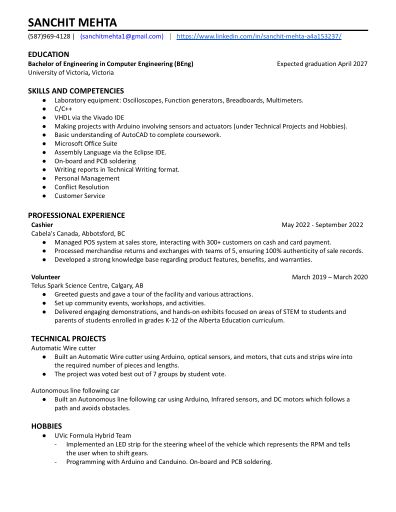 SANCHIT MEHTA
(587)969-4128 | (sanchitmehta1@gmail.com) | https://www.linkedin.com/in/sanchit-mehta-a4a153237/
EDUCATION
Bachelor of Engineering in Computer Engineering (BEng) Expected graduation April 2027
University of Victoria, Victoria
SKILLS AND COMPETENCIES
● Laboratory equipment: Oscilloscopes, Function generators, Breadboards, Multimeters.
● C/C++
● VHDL via the Vivado IDE
● Making projects with Arduino involving sensors and actuators (under Technical Projects and Hobbies).
● Basic understanding of AutoCAD to complete coursework.
● Microsoft Office Suite
● Assembly Language via the Eclipse IDE.
● On-board and PCB soldering
● Writing reports in Technical Writing format.
● Personal Management
● Conflict Resolution
● Customer Service
PROFESSIONAL EXPERIENCE
Cashier May 2022 - September 2022
Cabela's Canada, Abbotsford, BC
● Managed POS system at sales store, interacting with 300+ customers on cash and card payment.
● Processed merchandise returns and exchanges with teams of 5, ensuring 100% authenticity of sale records.
● Developed a strong knowledge base regarding product features, benefits, and warranties.
Volunteer March 2019 – March 2020
Telus Spark Science Centre, Calgary, AB
● Greeted guests and gave a tour of the facility and various attractions.
● Set up community events, workshops, and activities.
● Delivered engaging demonstrations, and hands-on exhibits focused on areas of STEM to students and
parents of students enrolled in grades K-12 of the Alberta Education curriculum.
TECHNICAL PROJECTS
Automatic Wire cutter
● Built an Automatic Wire cutter using Arduino, optical sensors, and motors, that cuts and strips wire into
the required number of pieces and lengths.
● The project was voted best out of 7 groups by student vote.
Autonomous line following car
● Built an Autonomous line following car using Arduino, Infrared sensors, and DC motors which follows a
path and avoids obstacles.
HOBBIES
● UVic Formula Hybrid Team
- Implemented an LED strip for the steering wheel of the vehicle which represents the RPM and tells
the user when to shift gears.
- Programming with Arduino and Canduino. On-board and PCB soldering.